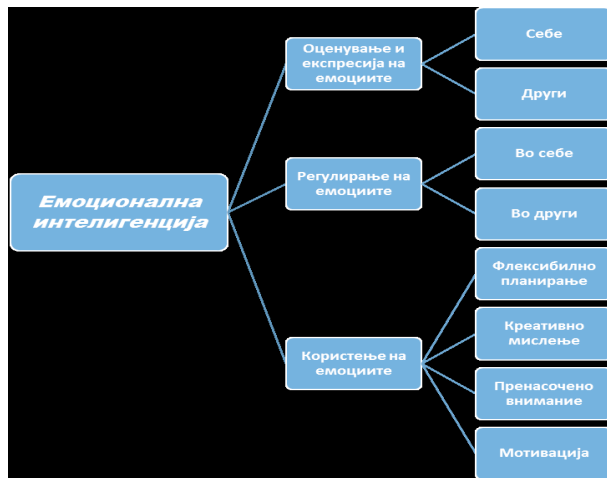 Емоционална
интелигенција
Оценување и
експресија на
емоциите
Себе
Други
Регулирање на
емоциите
Во себе
Во други
Користење на
емоциите
Флексибилно
планирање
Креативно
мислење
Пренасочено
внимание
Мотивација